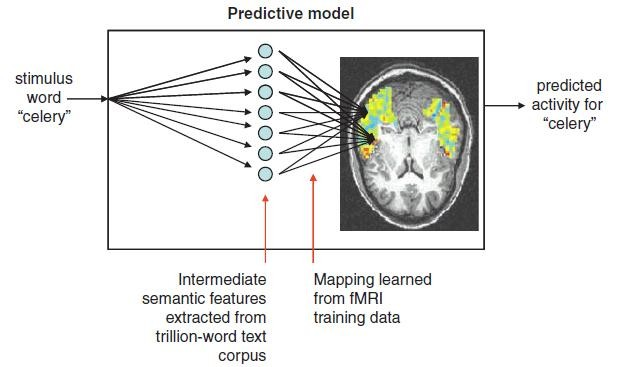 Predictive model
stimulus
word
“celery”
predicted
activity for
“celery”
Intermediate
semantic features
extracted from
trillion-word text
corpus
Mapping learned
from fMRI
training data